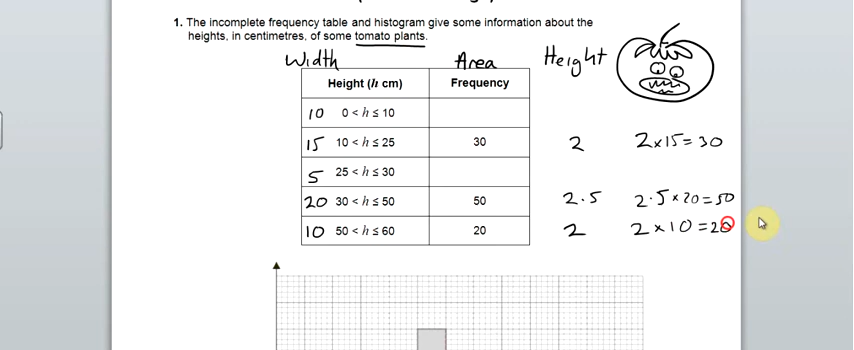 1. The incomplete frequency table and histogram give some information about the
heights, in centimetres, of some tomato plants.
Width Area Height
Height (h cm) Frequency
10 0 < h ≤ 10
15 10 < h ≤ 25 30 2 2×15=30
5 25 < h ≤ 30
20 30 < h ≤ 50 50 2.5 2.5×20=50
10 50 < h ≤ 60 20 2 2×10=20